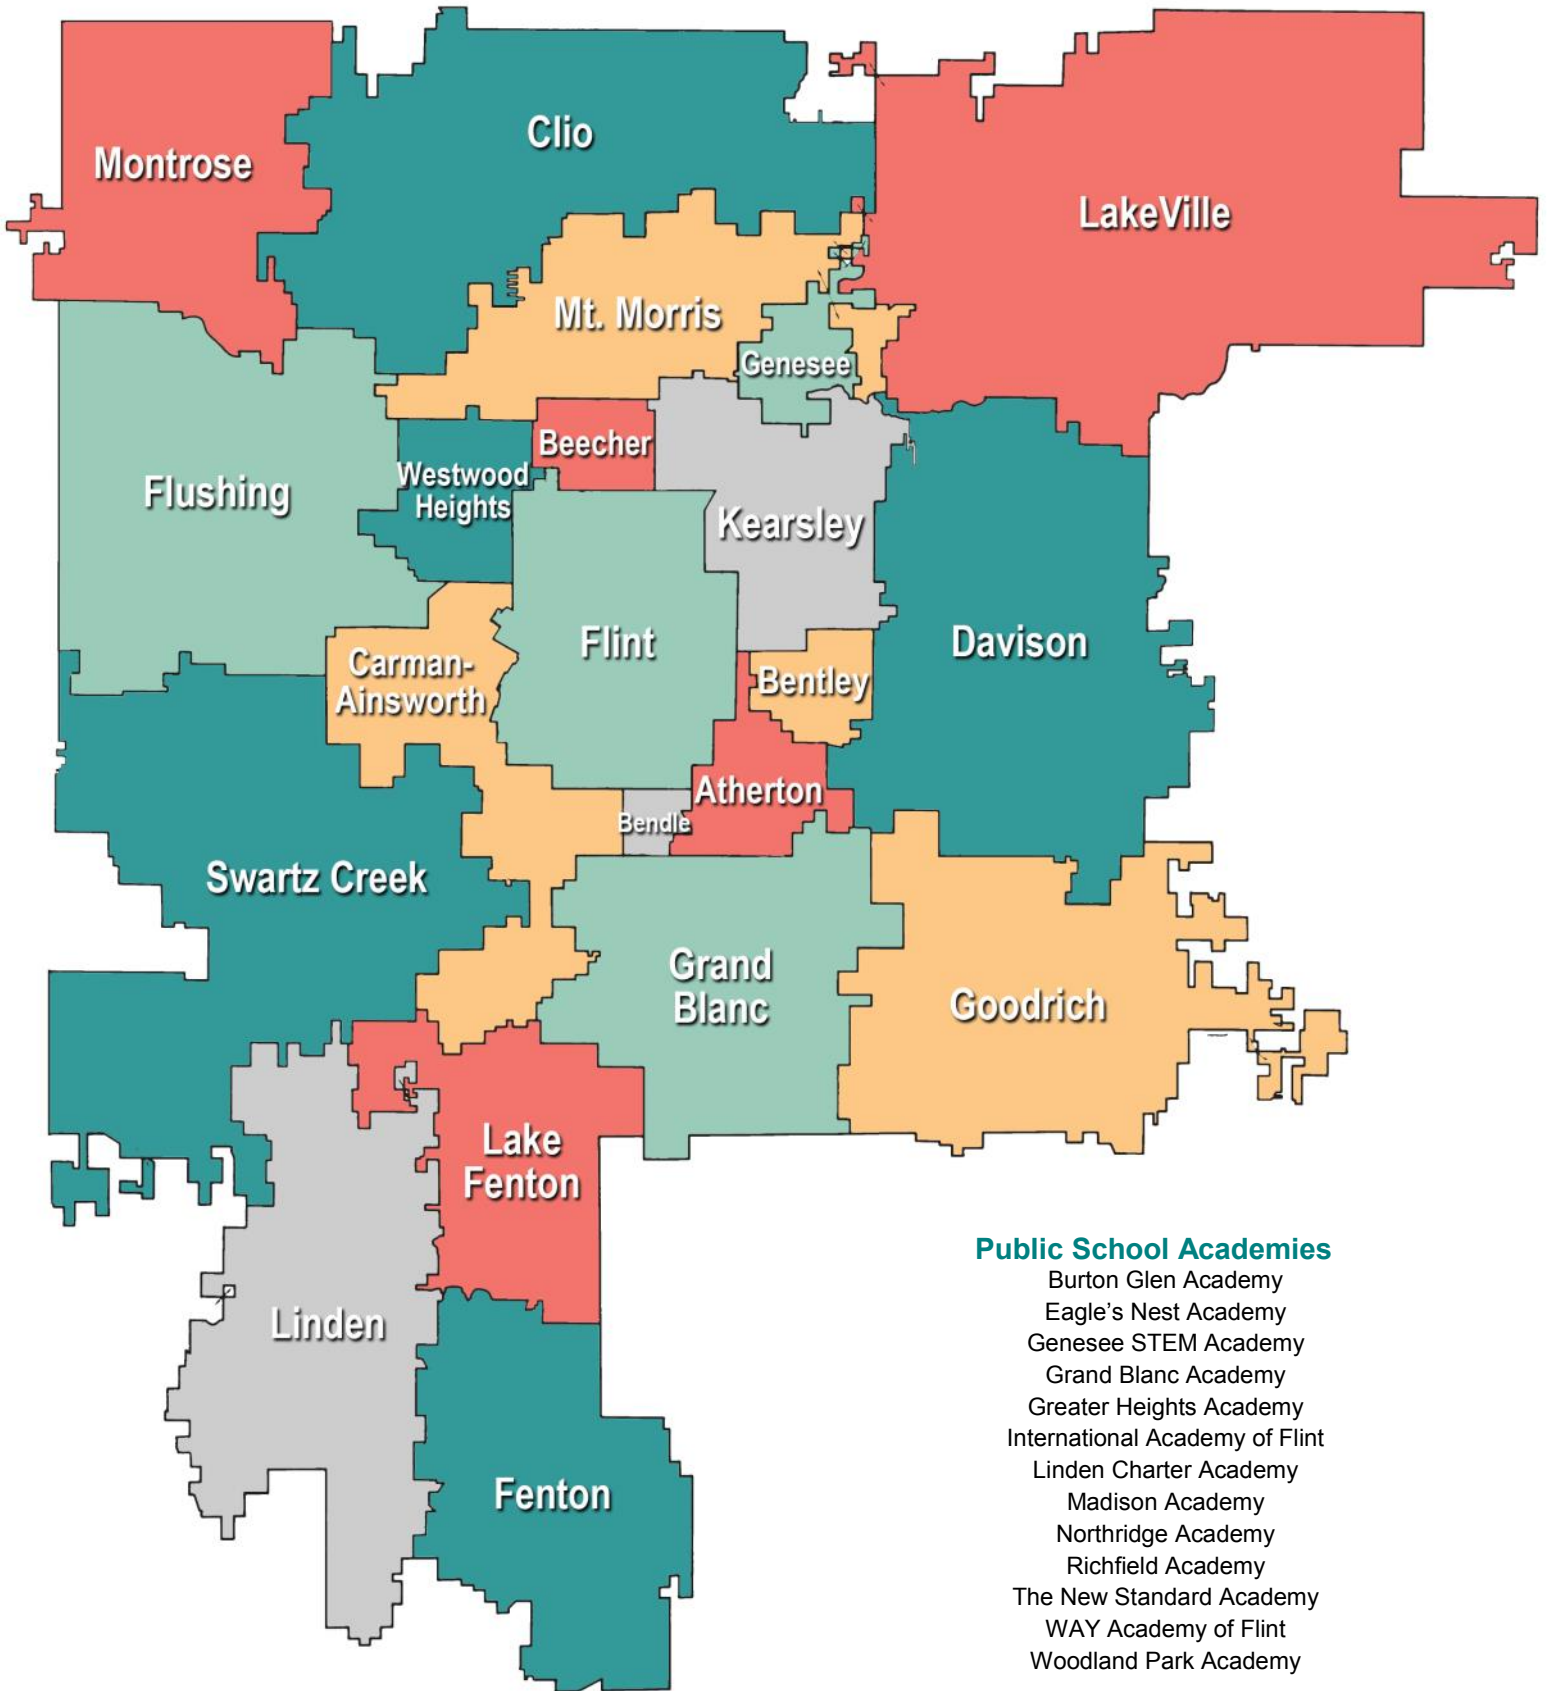 Clio
Montrose
LakeVille
Mt. Morris
Genesee
Beecher
Westwood
Heights
Flushing
Kearsley
Flint
Davison
Carman-
Ainsworth
Bentley
Atherton
Bendle
Swartz Creek
Grand
Blanc
Goodrich
Lake
Fenton
Linden
Fenton
Public School Academies
Burton Glen Academy
Eagle's Nest Academy
Genesee STEM Academy
Grand Blanc Academy
Greater Heights Academy
International Academy of Flint
Linden Charter Academy
Madison Academy
Northridge Academy
Richfield Academy
The New Standard Academy
WAY Academy of Flint
Woodland Park Academy